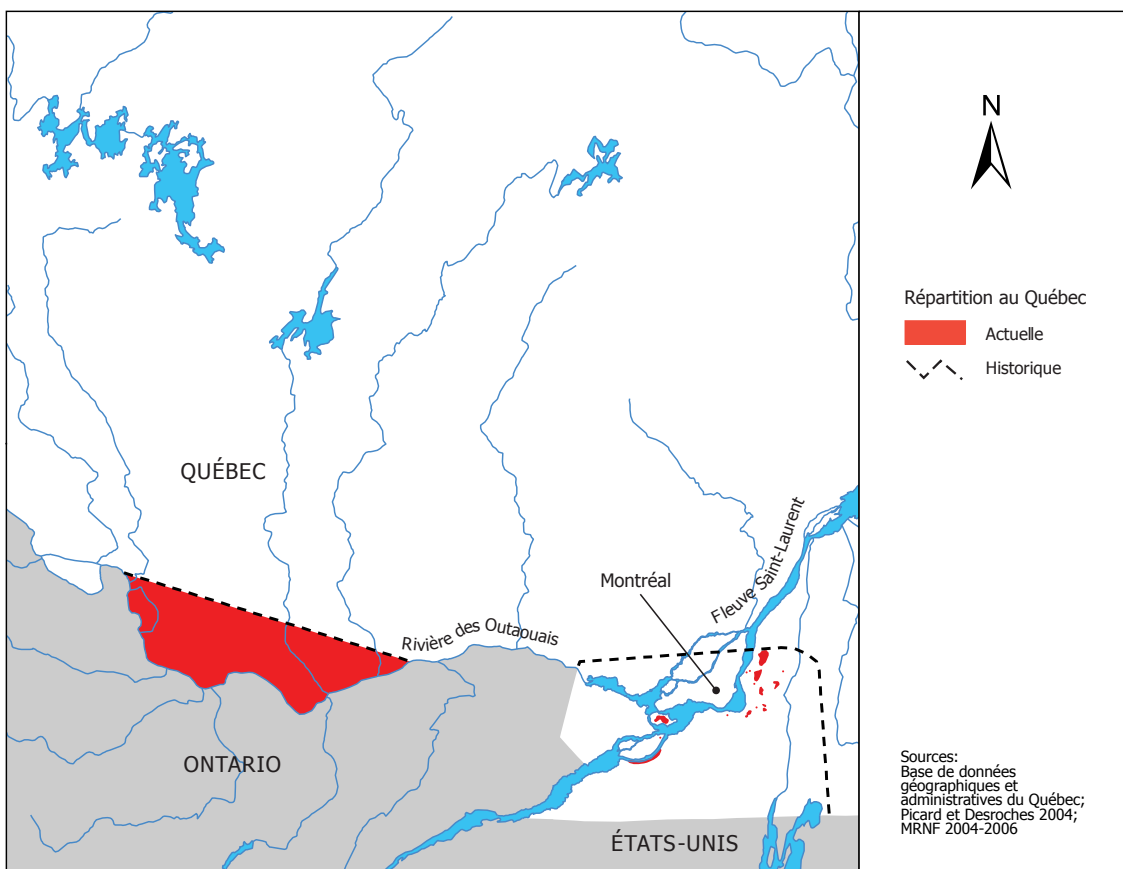 N
Répartition au Québec
Actuelle
Historique
QUÉBEC
Fleuve Saint-Laurent
Montréal
Rivière des Outaouais
ONTARIO
ÉTATS-UNIS
Sources:
Base de données
géographiques et
administratives du Québec;
Picard et Desroches 2004;
MRNF 2004-2006